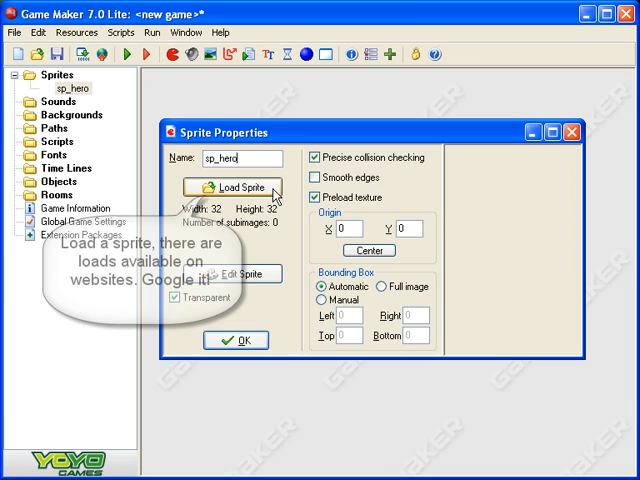 Game Maker 7.0 Lite: <new game>*
File Edit Resources Scripts Run Window Help
Sprites
sp_hero
Sounds
Backgrounds
Paths
Scripts
Fonts
Time Lines
Objects
Rooms
Game Information
Global Game Settings
Extension Packages
Sprite Properties
Name: sp_hero
Load Sprite
Width: 32 Height: 32
Number of subimages: 0
Load a sprite, there are
loads available on
websites. Google it!
Edit Sprite
Transparent
OK
Precise collision checking
Smooth edges
Preload texture
Origin
X 0 Y 0
Center
Bounding Box
Automatic Full image
Manual
Left 0 Right 0
Top 0 Bottom 0
YOYO
GAMES